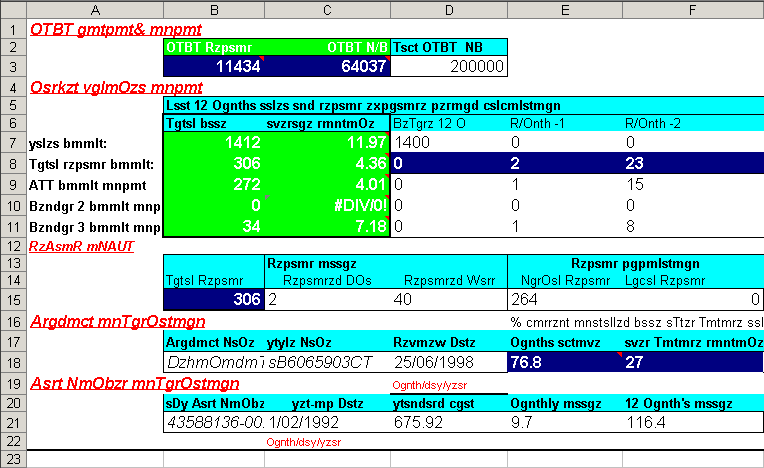 A B C D E F
1 OTBT gmtpmt& mnpmt
2 OTBT Rzpsmr OTBT N/B Tsct OTBT NB
3 11434 64037 200000
4 Osrkzt vglmOzs mnpmt
5 Lsst 12 Ognths sslzs snd rzpsmr zxpgsmrz pzrmgd cslcmlstmgn
6 Tgtsl bssz svzrsgz rmntmOz BzTgrz 12 O R/Onth -1 R/Onth -2
7 yslzs bmmlt: 1412 11.97 1400 0 0
8 Tgtsl rzpsmr bmmlt: 306 4.36 0 2 23
9 ATT bmmlt mnpmt 272 4.01 0 1 15
10 Bzndgr 2 bmmlt mnp 0 #DIV/0! 0 0 0
11 Bzndgr 3 bmmlt mnp 34 7.18 0 1 8
12 RzAsmR mNAUT
13 Rzpsmr mssgz Rzpsmr pgpmlstmgn
14 Tgtsl Rzpsmr Rzpsmrzd DOs Rzpsmrzd Wsrr NgrOsl Rzpsmr Lgcsl Rzpsmr
15 306 2 40 264 0
16 Argdmct mnTgrOstmgn % cmrrznt mnstsllzd bssz sTtzr Tmtmrz ssl
17 Argdmct NsOz ytylz NsOz Rzvmzw Dstz Ognths sctmvz svzr Tmtmrz rmntmOz
18 DzhmOmdmT sB6065903CT 25/06/1998 76.8 27
19 Asrt NmObzr mnTgrOstmgn Ognth/dsy/yzsr
20 sDy Asrt NmObz yzt-mp Dstz ytsndsrd cgst Ognthly mssgz 12 Ognth's mssgz
21 43588136-00. 1/02/1992 675.92 9.7 116.4
22 Ognth/dsy/yzsr
23